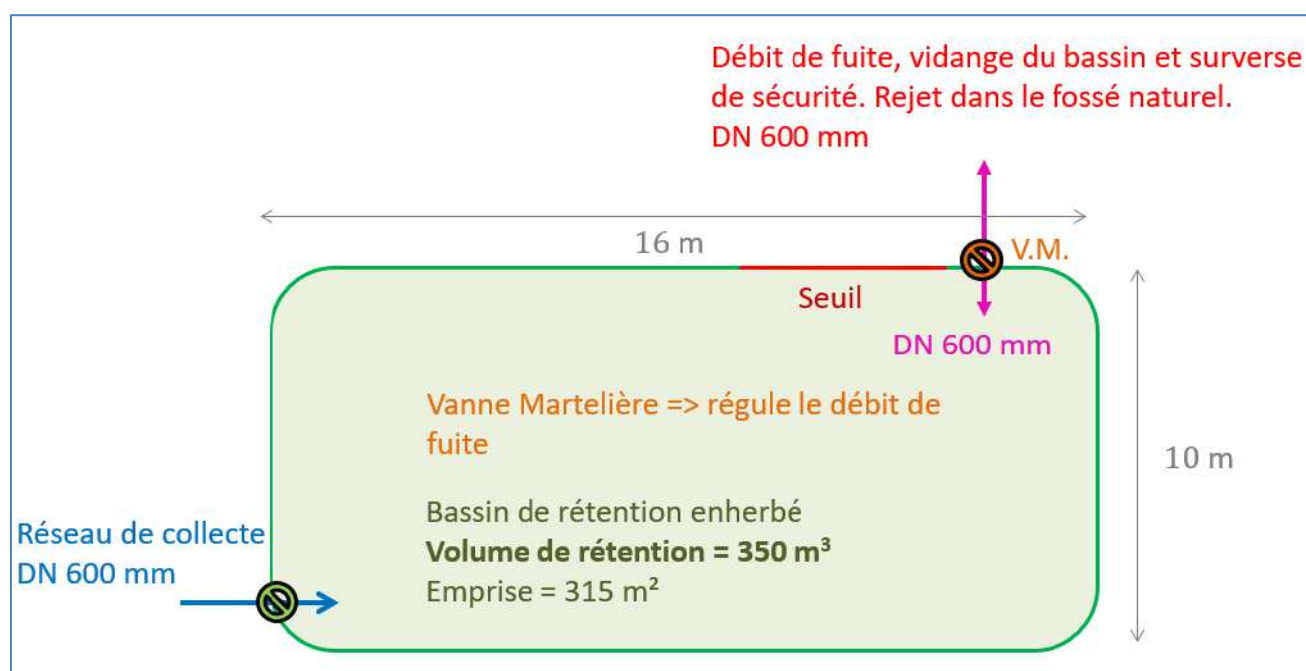 Débit de fuite, vidange du bassin et surverse
de sécurité. Rejet dans le fossé naturel.
DN 600 mm
16 m
V.M.
Seuil
DN 600 mm
Vanne Martelière => régule le débit de
fuite
10 m
Bassin de rétention enherbé
Volume de rétention = 350 m³
Emprise = 315 m²
Réseau de collecte
DN 600 mm